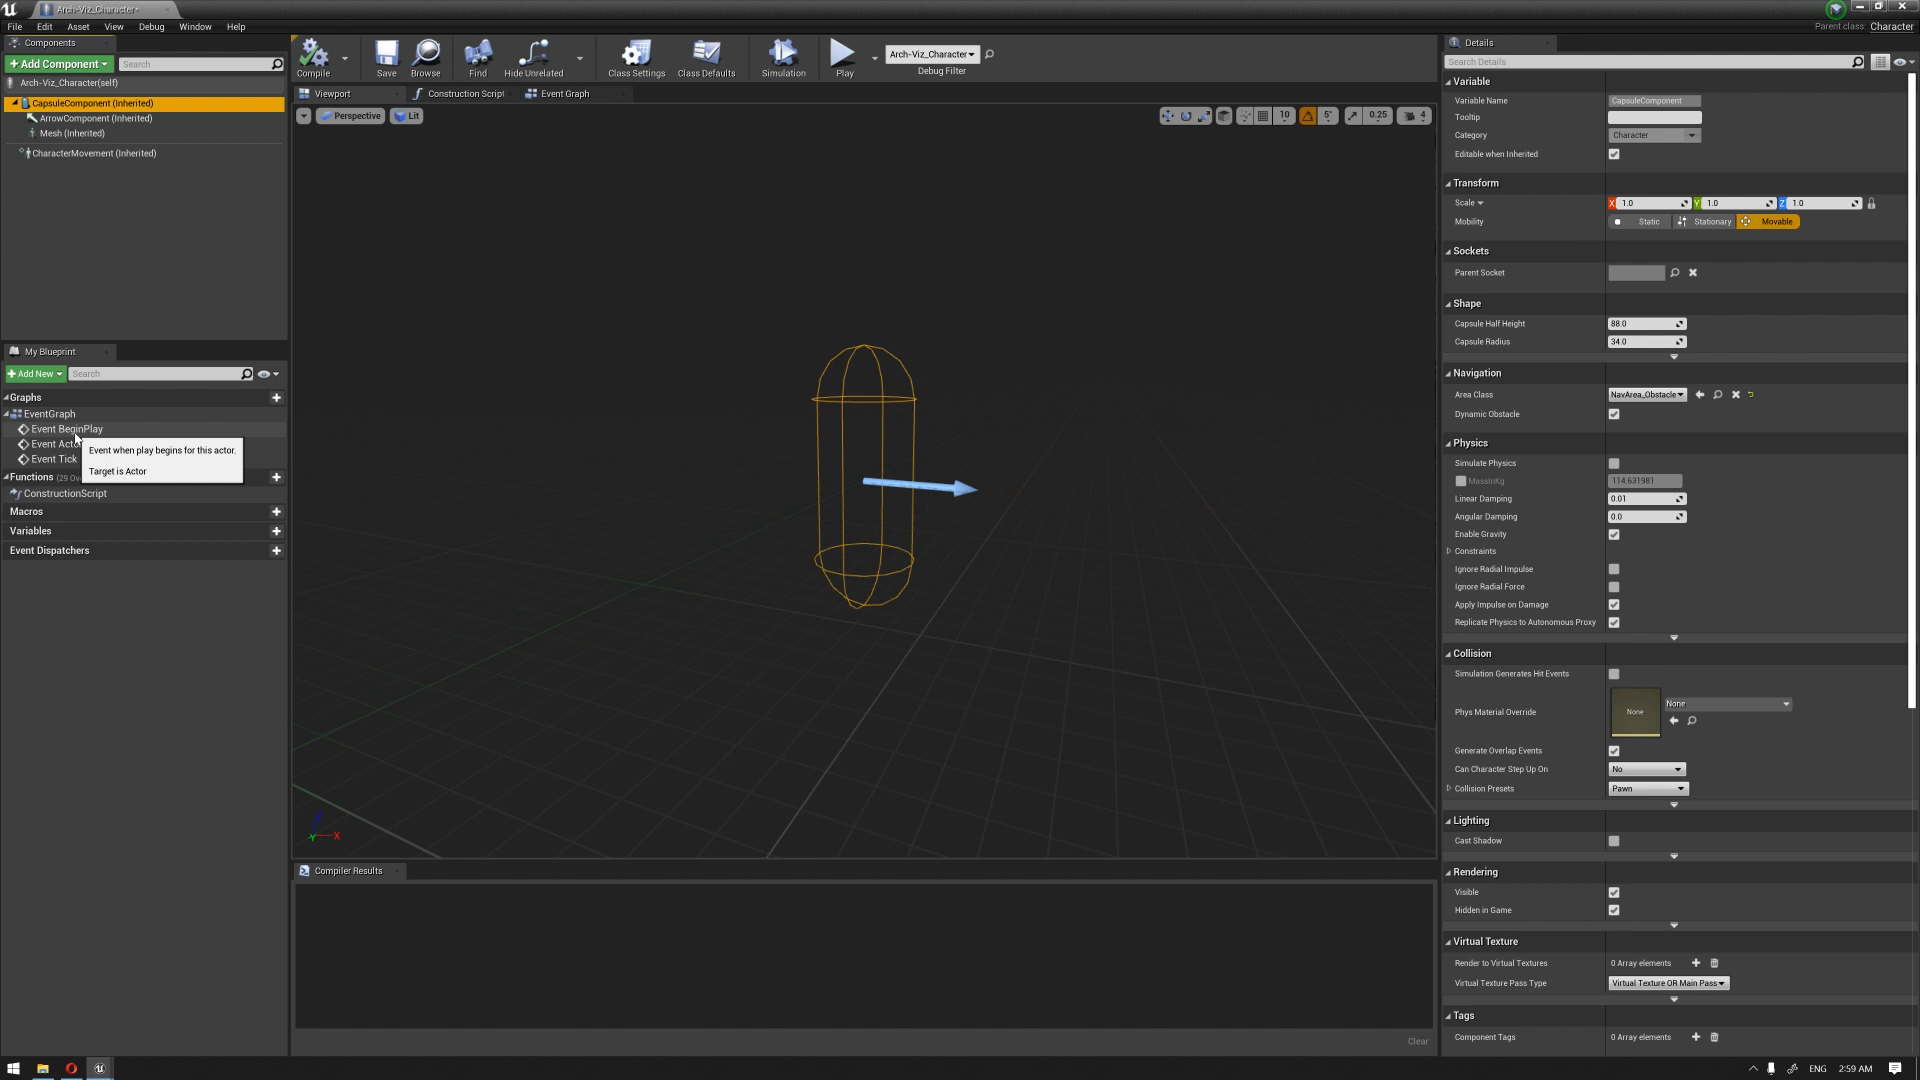 Arch-Viz_Character*
File Edit Asset View Debug Window Help
Parent class: Character
Components
+ Add Component
Search
Arch-Viz_Character(self)
CapsuleComponent (Inherited)
ArrowComponent (Inherited)
Mesh (Inherited)
CharacterMovement (Inherited)
My Blueprint
+ Add New
Search
Graphs
EventGraph
Event BeginPlay
Event Acto
Event Tick
Event when play begins for this actor.
Target is Actor
Functions (29 Ov
ConstructionScript
Macros
Variables
Event Dispatchers
Compile
Save
Browse
Find
Hide Unrelated
Class Settings
Class Defaults
Simulation
Play
Arch-Viz_Character
Debug Filter
Viewport
Construction Script
Event Graph
Perspective
Lit
10
5°
0.25
4
X
Y
Z
Compiler Results
Clear
Details
Search Details
Variable
Variable Name CapsuleComponent
Tooltip
Category Character
Editable when Inherited
Transform
Scale X 1.0 Y 1.0 Z 1.0
Mobility Static Stationary Movable
Sockets
Parent Socket
Shape
Capsule Half Height 88.0
Capsule Radius 34.0
Navigation
Area Class NavArea_Obstacle
Dynamic Obstacle
Physics
Simulate Physics
MassInKg 114.631981
Linear Damping 0.01
Angular Damping 0.0
Enable Gravity
Constraints
Ignore Radial Impulse
Ignore Radial Force
Apply Impulse on Damage
Replicate Physics to Autonomous Proxy
Collision
Simulation Generates Hit Events
Phys Material Override None None
Generate Overlap Events
Can Character Step Up On No
Collision Presets Pawn
Lighting
Cast Shadow
Rendering
Visible
Hidden in Game
Virtual Texture
Render to Virtual Textures 0 Array elements
Virtual Texture Pass Type Virtual Texture OR Main Pass
Tags
Component Tags 0 Array elements
ENG 2:59 AM